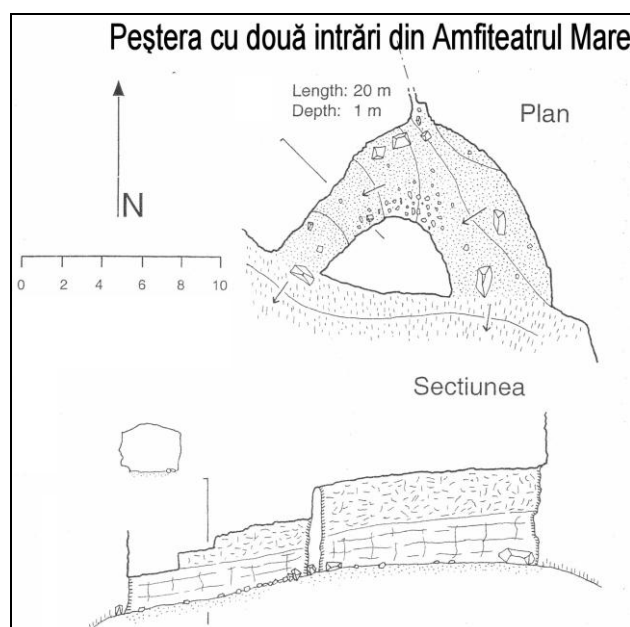 Peştera cu două intrări din Amfiteatrul Mare
Length: 20 m
Depth: 1 m
Plan
N
0 2 4 6 8 10
Sectiunea